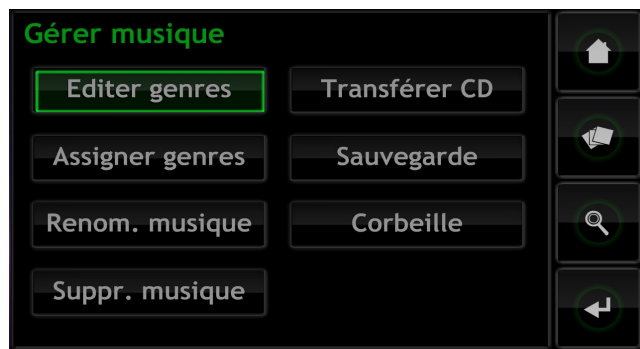 Gérer musique
Editer genres
Transférer CD
Assigner genres
Sauvegarde
Renom. musique
Corbeille
Suppr. musique